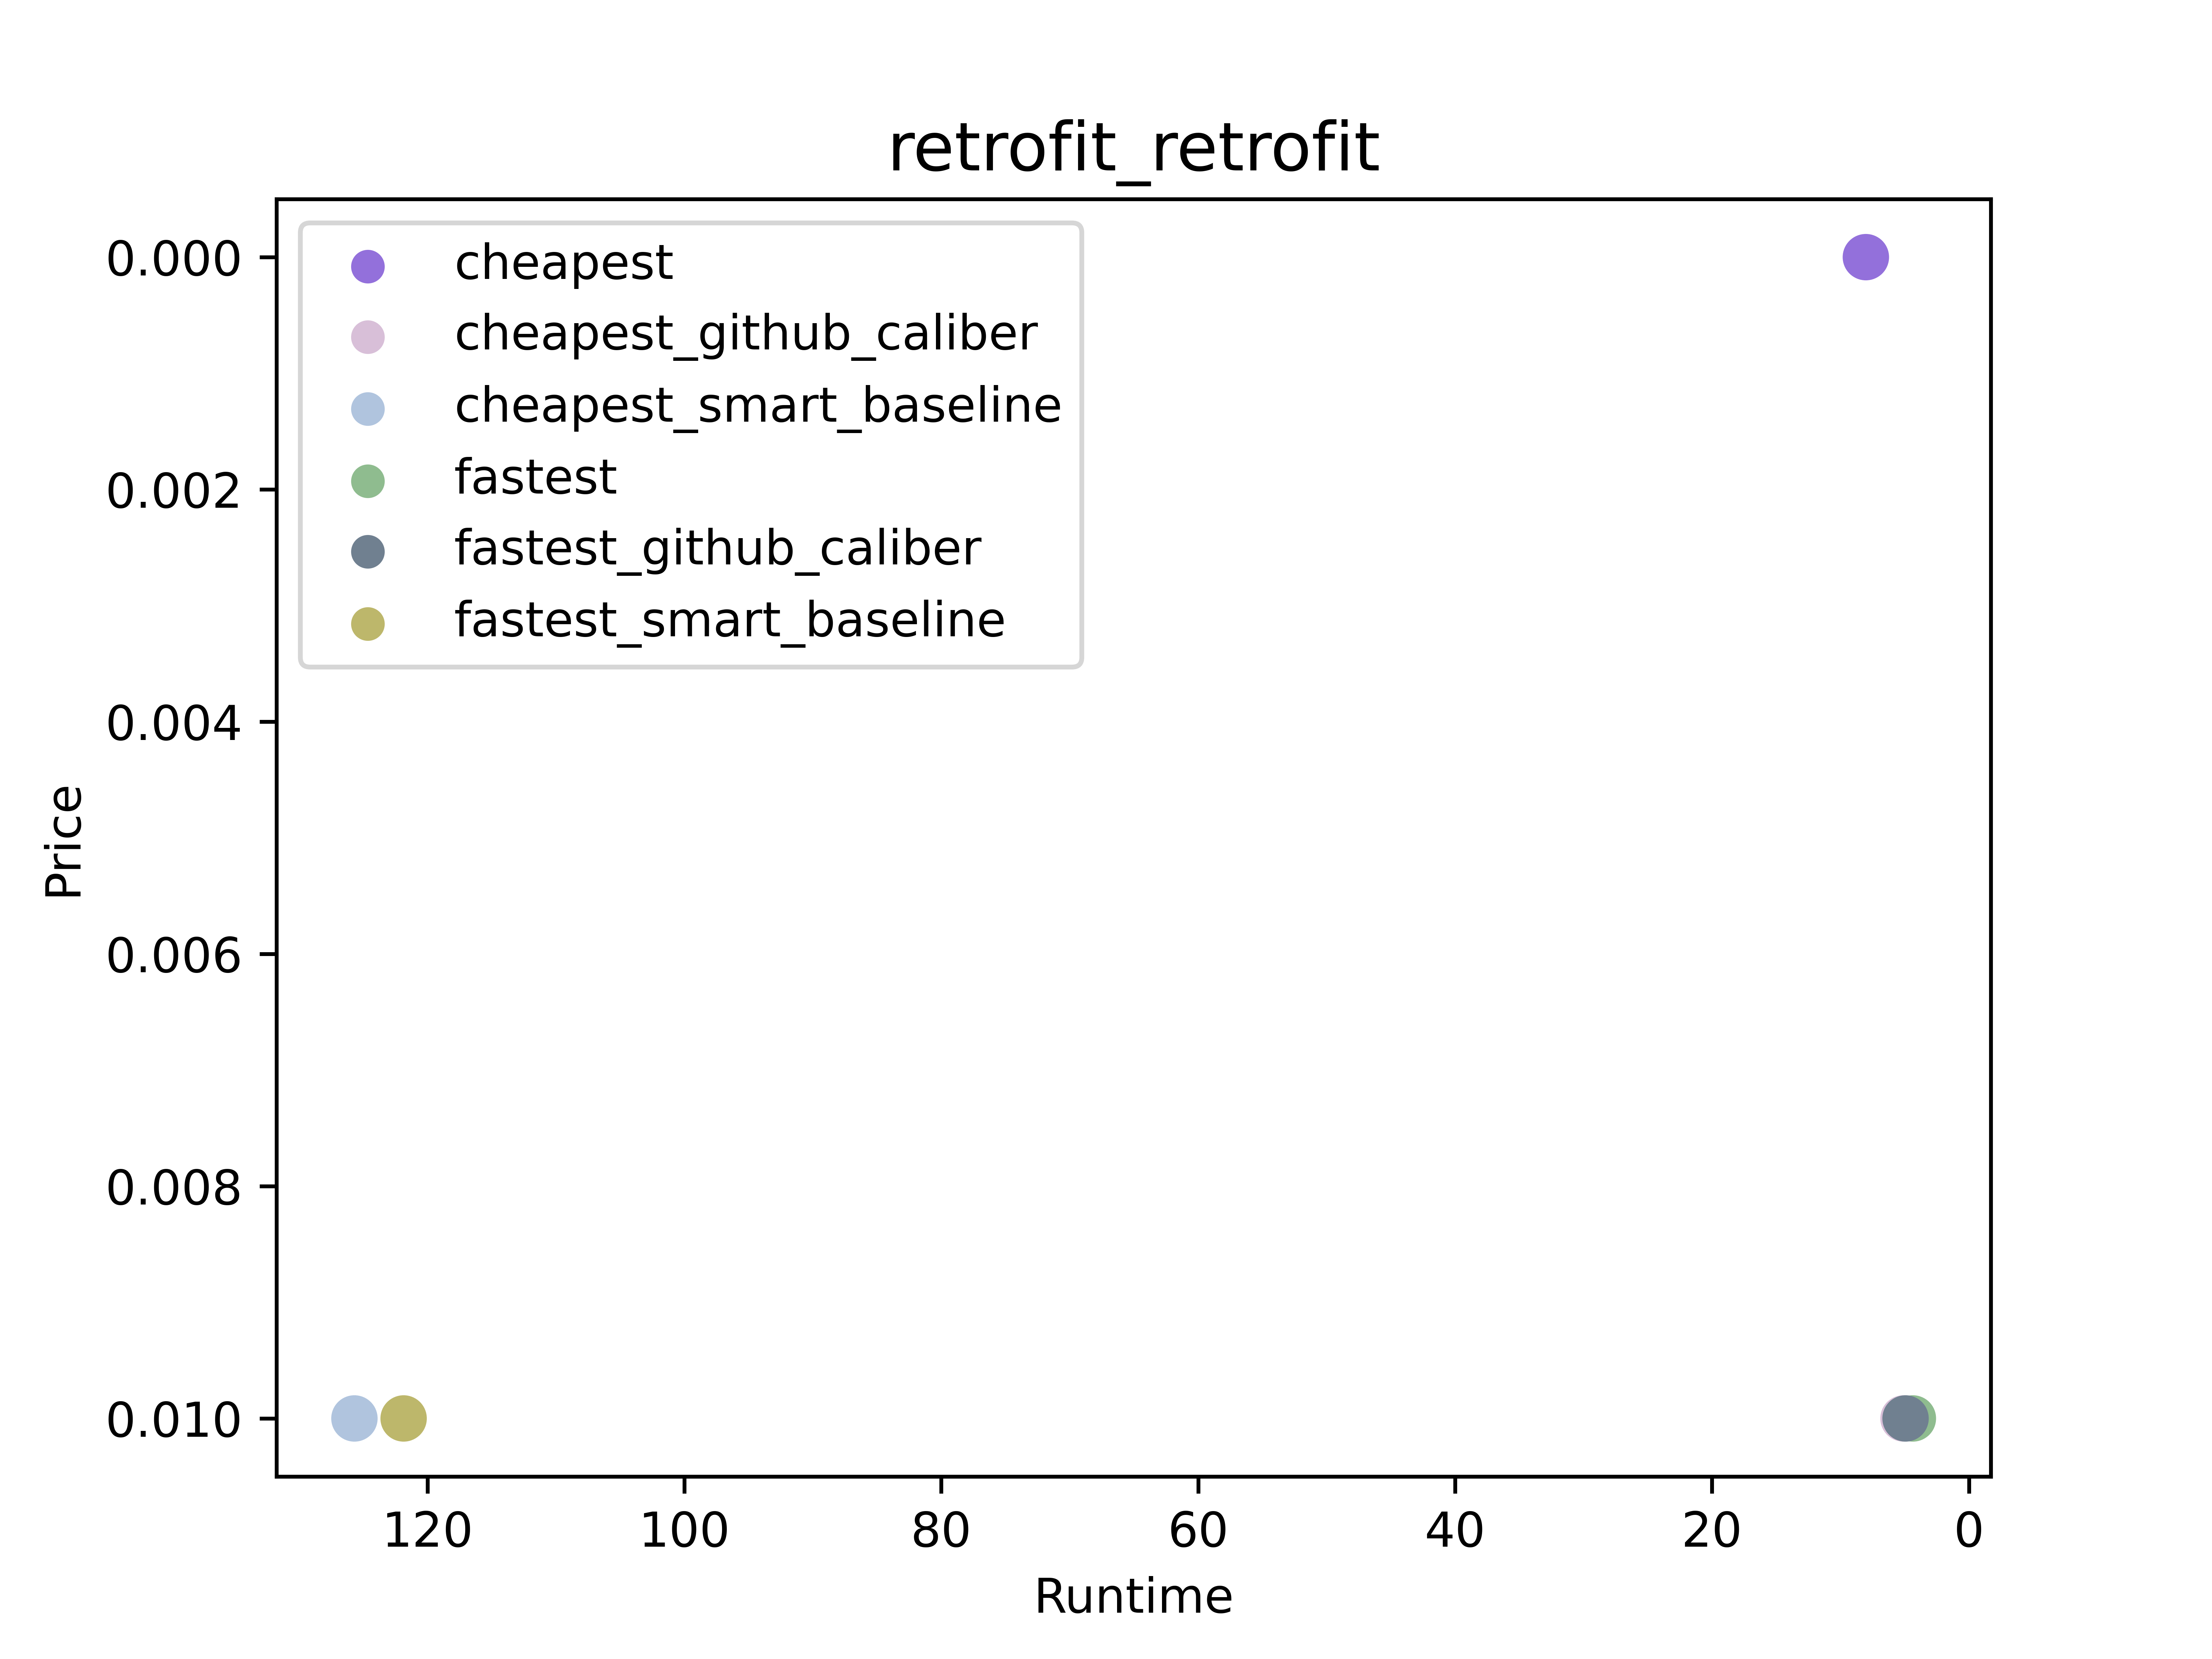 retrofit_retrofit
cheapest
cheapest_github_caliber
cheapest_smart_baseline
fastest
fastest_github_caliber
fastest_smart_baseline
0.000
0.002
0.004
0.006
0.008
0.010
Price
120 100 80 60 40 20 0
Runtime